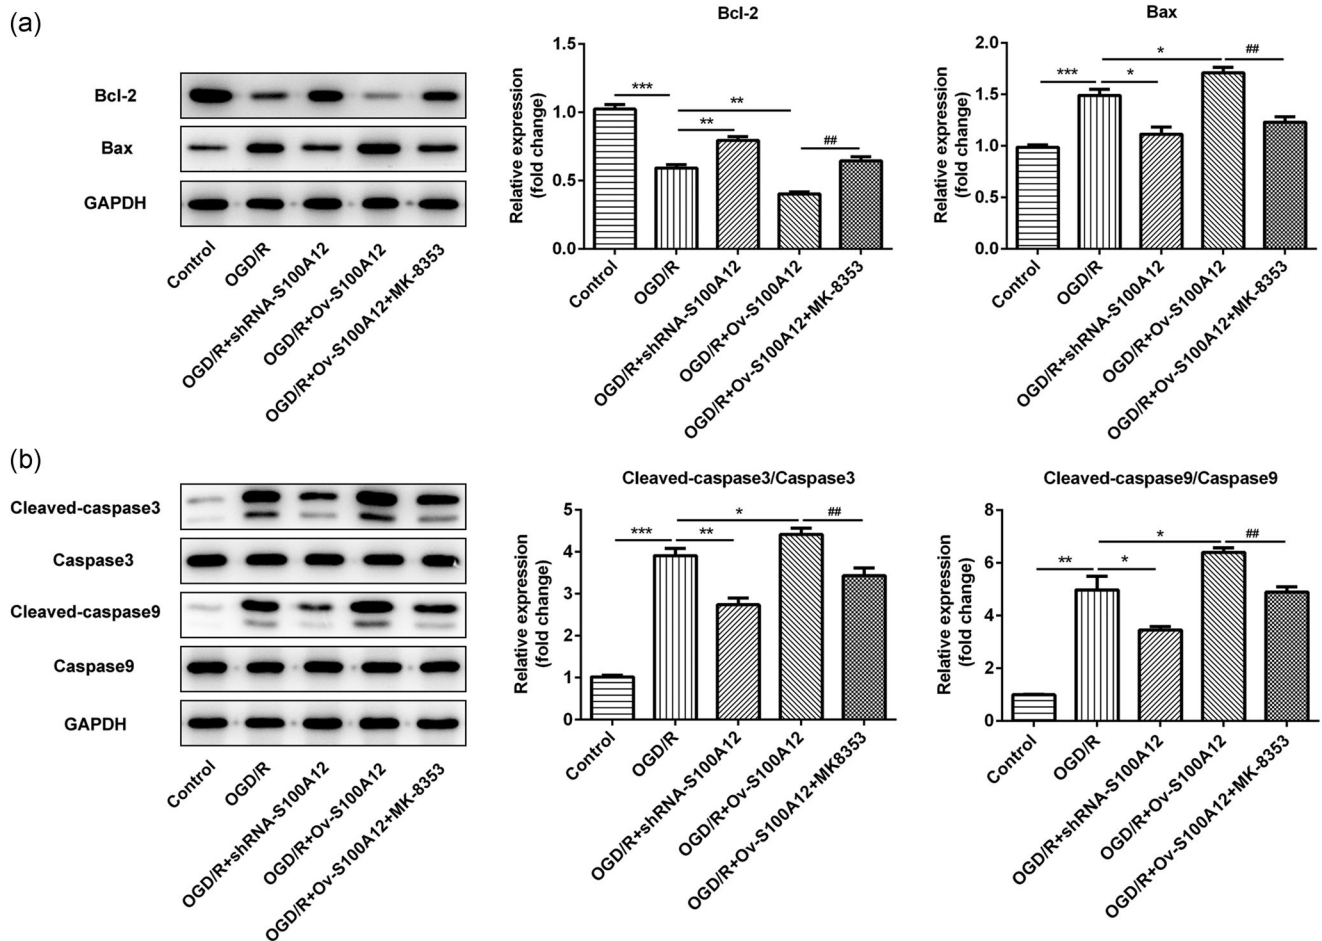 (a)
Bcl-2
Bax
GAPDH
Control
OGD/R
OGD/R+shRNA-S100A12
OGD/R+Ov-S100A12
OGD/R+Ov-S100A12+MK-8353
Bcl-2
Relative expression
(fold change)
1.5
1.0
0.5
0.0
***
**
**
##
Control
OGD/R
OGD/R+shRNA-S100A12
OGD/R+Ov-S100A12
OGD/R+Ov-S100A12+MK-8353
Bax
Relative expression
(fold change)
2.0
1.5
1.0
0.5
0.0
***
*
*
##
Control
OGD/R
OGD/R+shRNA-S100A12
OGD/R+Ov-S100A12
OGD/R+Ov-S100A12+MK-8353
(b)
Cleaved-caspase3
Caspase3
Cleaved-caspase9
Caspase9
GAPDH
Control
OGD/R
OGD/R+shRNA-S100A12
OGD/R+Ov-S100A12
OGD/R+Ov-S100A12+MK-8353
Cleaved-caspase3/Caspase3
Relative expression
(fold change)
5
4
3
2
1
0
***
**
*
##
Control
OGD/R
OGD/R+shRNA-S100A12
OGD/R+Ov-S100A12
OGD/R+Ov-S100A12+MK8353
Cleaved-caspase9/Caspase9
Relative expression
(fold change)
8
6
4
2
0
**
*
*
##
Control
OGD/R
OGD/R+shRNA-S100A12
OGD/R+Ov-S100A12
OGD/R+Ov-S100A12+MK-8353